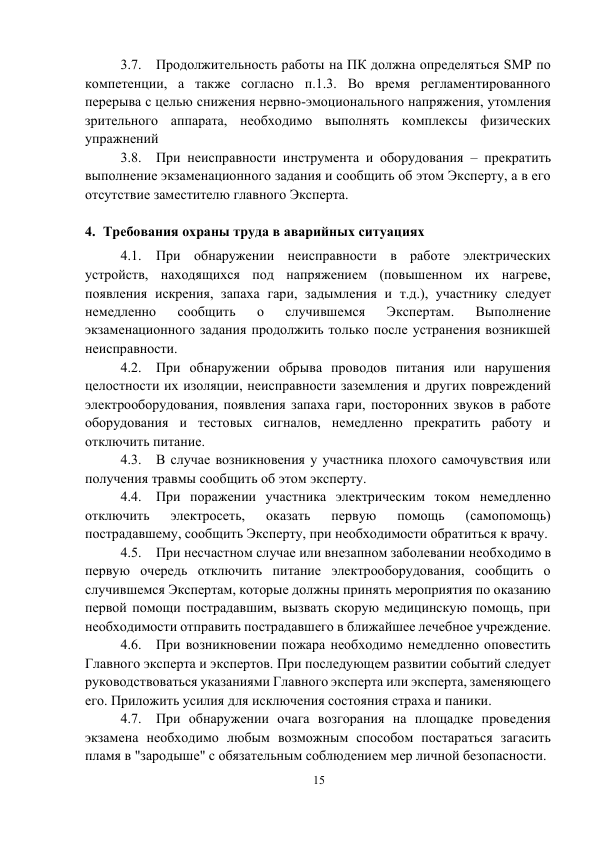 3.7. Продолжительность работы на ПК должна определяться SMP по
компетенции, а также согласно п.1.3. Во время регламентированного
перерыва с целью снижения нервно-эмоционального напряжения, утомления
зрительного аппарата, необходимо выполнять комплексы физических
упражнений
3.8. При неисправности инструмента и оборудования – прекратить
выполнение экзаменационного задания и сообщить об этом Эксперту, а в его
отсутствие заместителю главного Эксперта.
4. Требования охраны труда в аварийных ситуациях
4.1. При обнаружении неисправности в работе электрических
устройств, находящихся под напряжением (повышенном их нагреве,
появления искрения, запаха гари, задымления и т.д.), участнику следует
немедленно сообщить о случившемся Экспертам. Выполнение
экзаменационного задания продолжить только после устранения возникшей
неисправности.
4.2. При обнаружении обрыва проводов питания или нарушения
целостности их изоляции, неисправности заземления и других повреждений
электрооборудования, появления запаха гари, посторонних звуков в работе
оборудования и тестовых сигналов, немедленно прекратить работу и
отключить питание.
4.3. В случае возникновения у участника плохого самочувствия или
получения травмы сообщить об этом эксперту.
4.4. При поражении участника электрическим током немедленно
отключить электросеть, оказать первую помощь (самопомощь)
пострадавшему, сообщить Эксперту, при необходимости обратиться к врачу.
4.5. При несчастном случае или внезапном заболевании необходимо в
первую очередь отключить питание электрооборудования, сообщить о
случившемся Экспертам, которые должны принять мероприятия по оказанию
первой помощи пострадавшим, вызвать скорую медицинскую помощь, при
необходимости отправить пострадавшего в ближайшее лечебное учреждение.
4.6. При возникновении пожара необходимо немедленно оповестить
Главного эксперта и экспертов. При последующем развитии событий следует
руководствоваться указаниями Главного эксперта или эксперта, заменяющего
его. Приложить усилия для исключения состояния страха и паники.
4.7. При обнаружении очага возгорания на площадке проведения
экзамена необходимо любым возможным способом постараться загасить
пламя в "зародыше" с обязательным соблюдением мер личной безопасности.
15